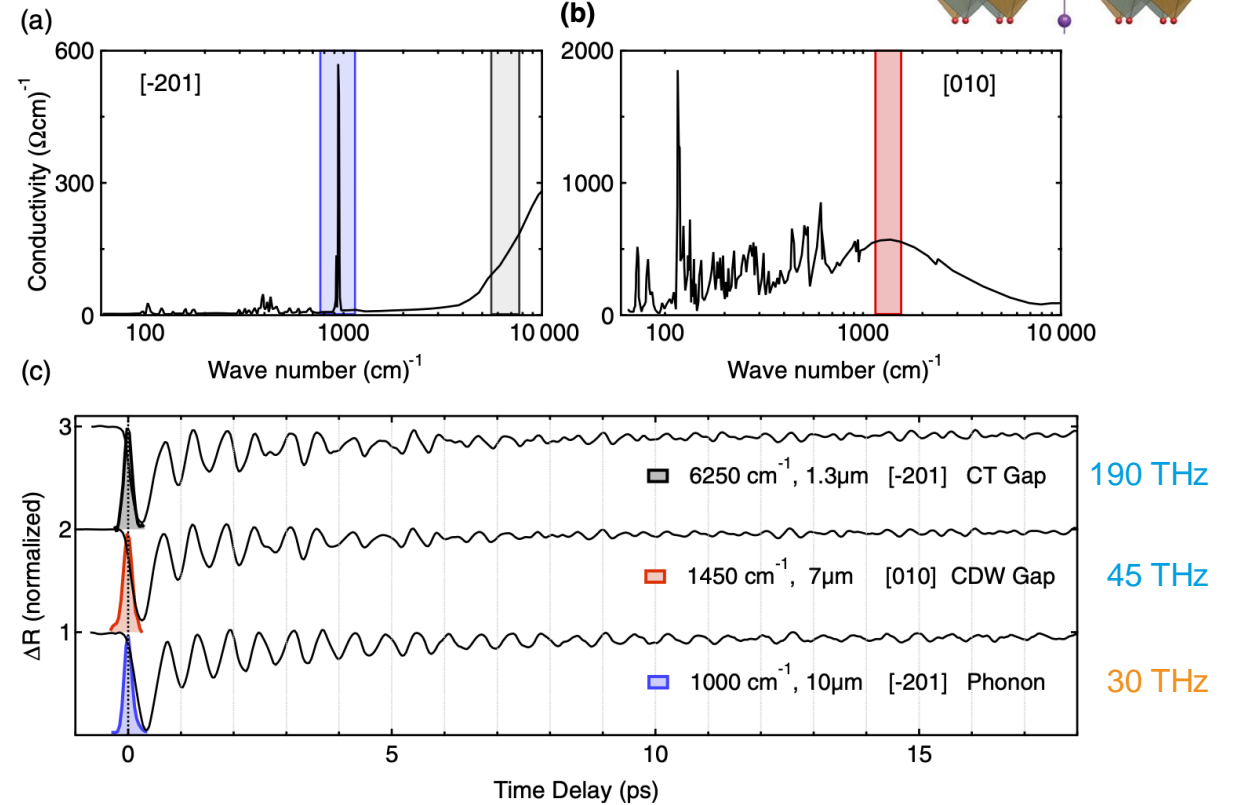 (a)
(b)
600
300
0
Conductivity (Ωcm)⁻¹
[-201]
100
1000
10 000
Wave number (cm)⁻¹
2000
1000
0
[010]
100
1000
10 000
Wave number (cm)⁻¹
(c)
3
2
1
ΔR (normalized)
6250 cm⁻¹, 1.3µm [-201] CT Gap
190 THz
1450 cm⁻¹, 7µm [010] CDW Gap
45 THz
1000 cm⁻¹, 10µm [-201] Phonon
30 THz
0
5
10
15
Time Delay (ps)